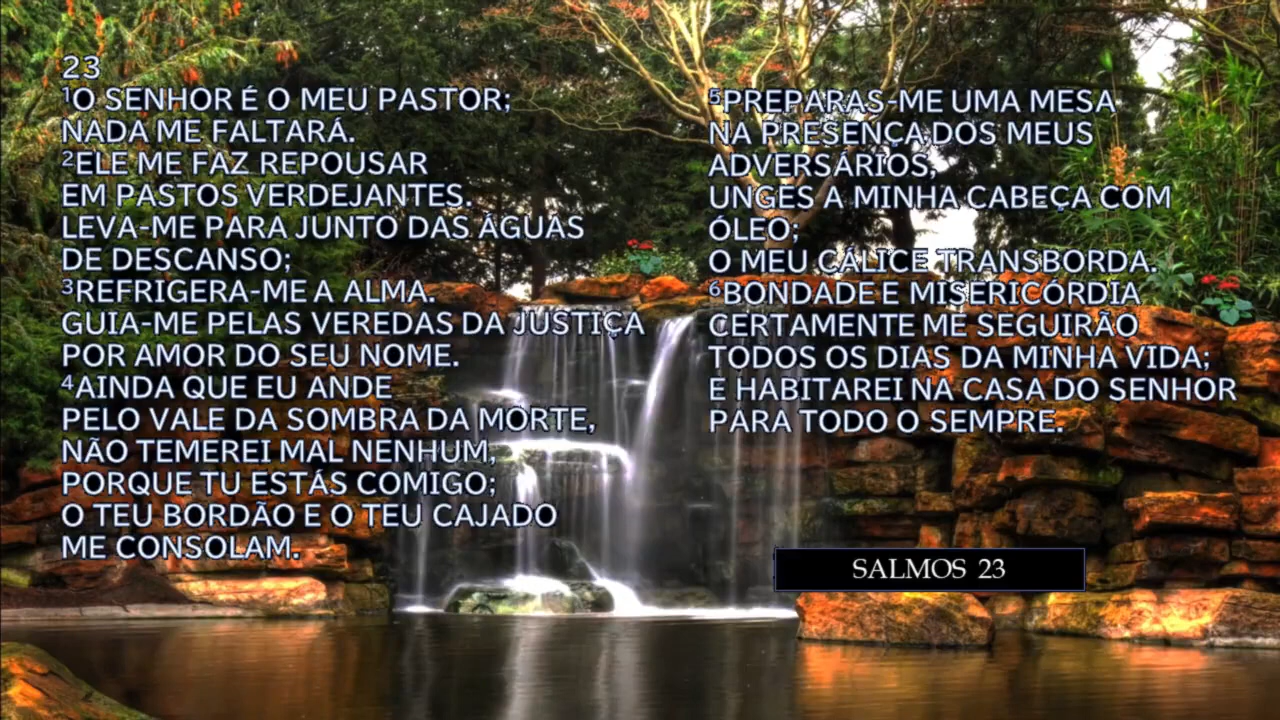 23
¹O SENHOR É O MEU PASTOR;
NADA ME FALTARÁ.
²ELE ME FAZ REPOUSAR
EM PASTOS VERDEJANTES.
LEVA-ME PARA JUNTO DAS ÁGUAS
DE DESCANSO;
³REFRIGERA-ME A ALMA.
GUIA-ME PELAS VEREDAS DA JUSTIÇA
POR AMOR DO SEU NOME.
⁴AINDA QUE EU ANDE
PELO VALE DA SOMBRA DA MORTE,
NÃO TEMEREI MAL NENHUM,
PORQUE TU ESTÁS COMIGO;
O TEU BORDÃO E O TEU CAJADO
ME CONSOLAM.
⁵PREPARAS-ME UMA MESA
NA PRESENÇA DOS MEUS
ADVERSÁRIOS,
UNGES A MINHA CABEÇA COM
ÓLEO;
O MEU CÁLICE TRANSBORDA.
⁶BONDADE E MISERICÓRDIA
CERTAMENTE ME SEGUIRÃO
TODOS OS DIAS DA MINHA VIDA;
E HABITAREI NA CASA DO SENHOR
PARA TODO O SEMPRE.
SALMOS 23